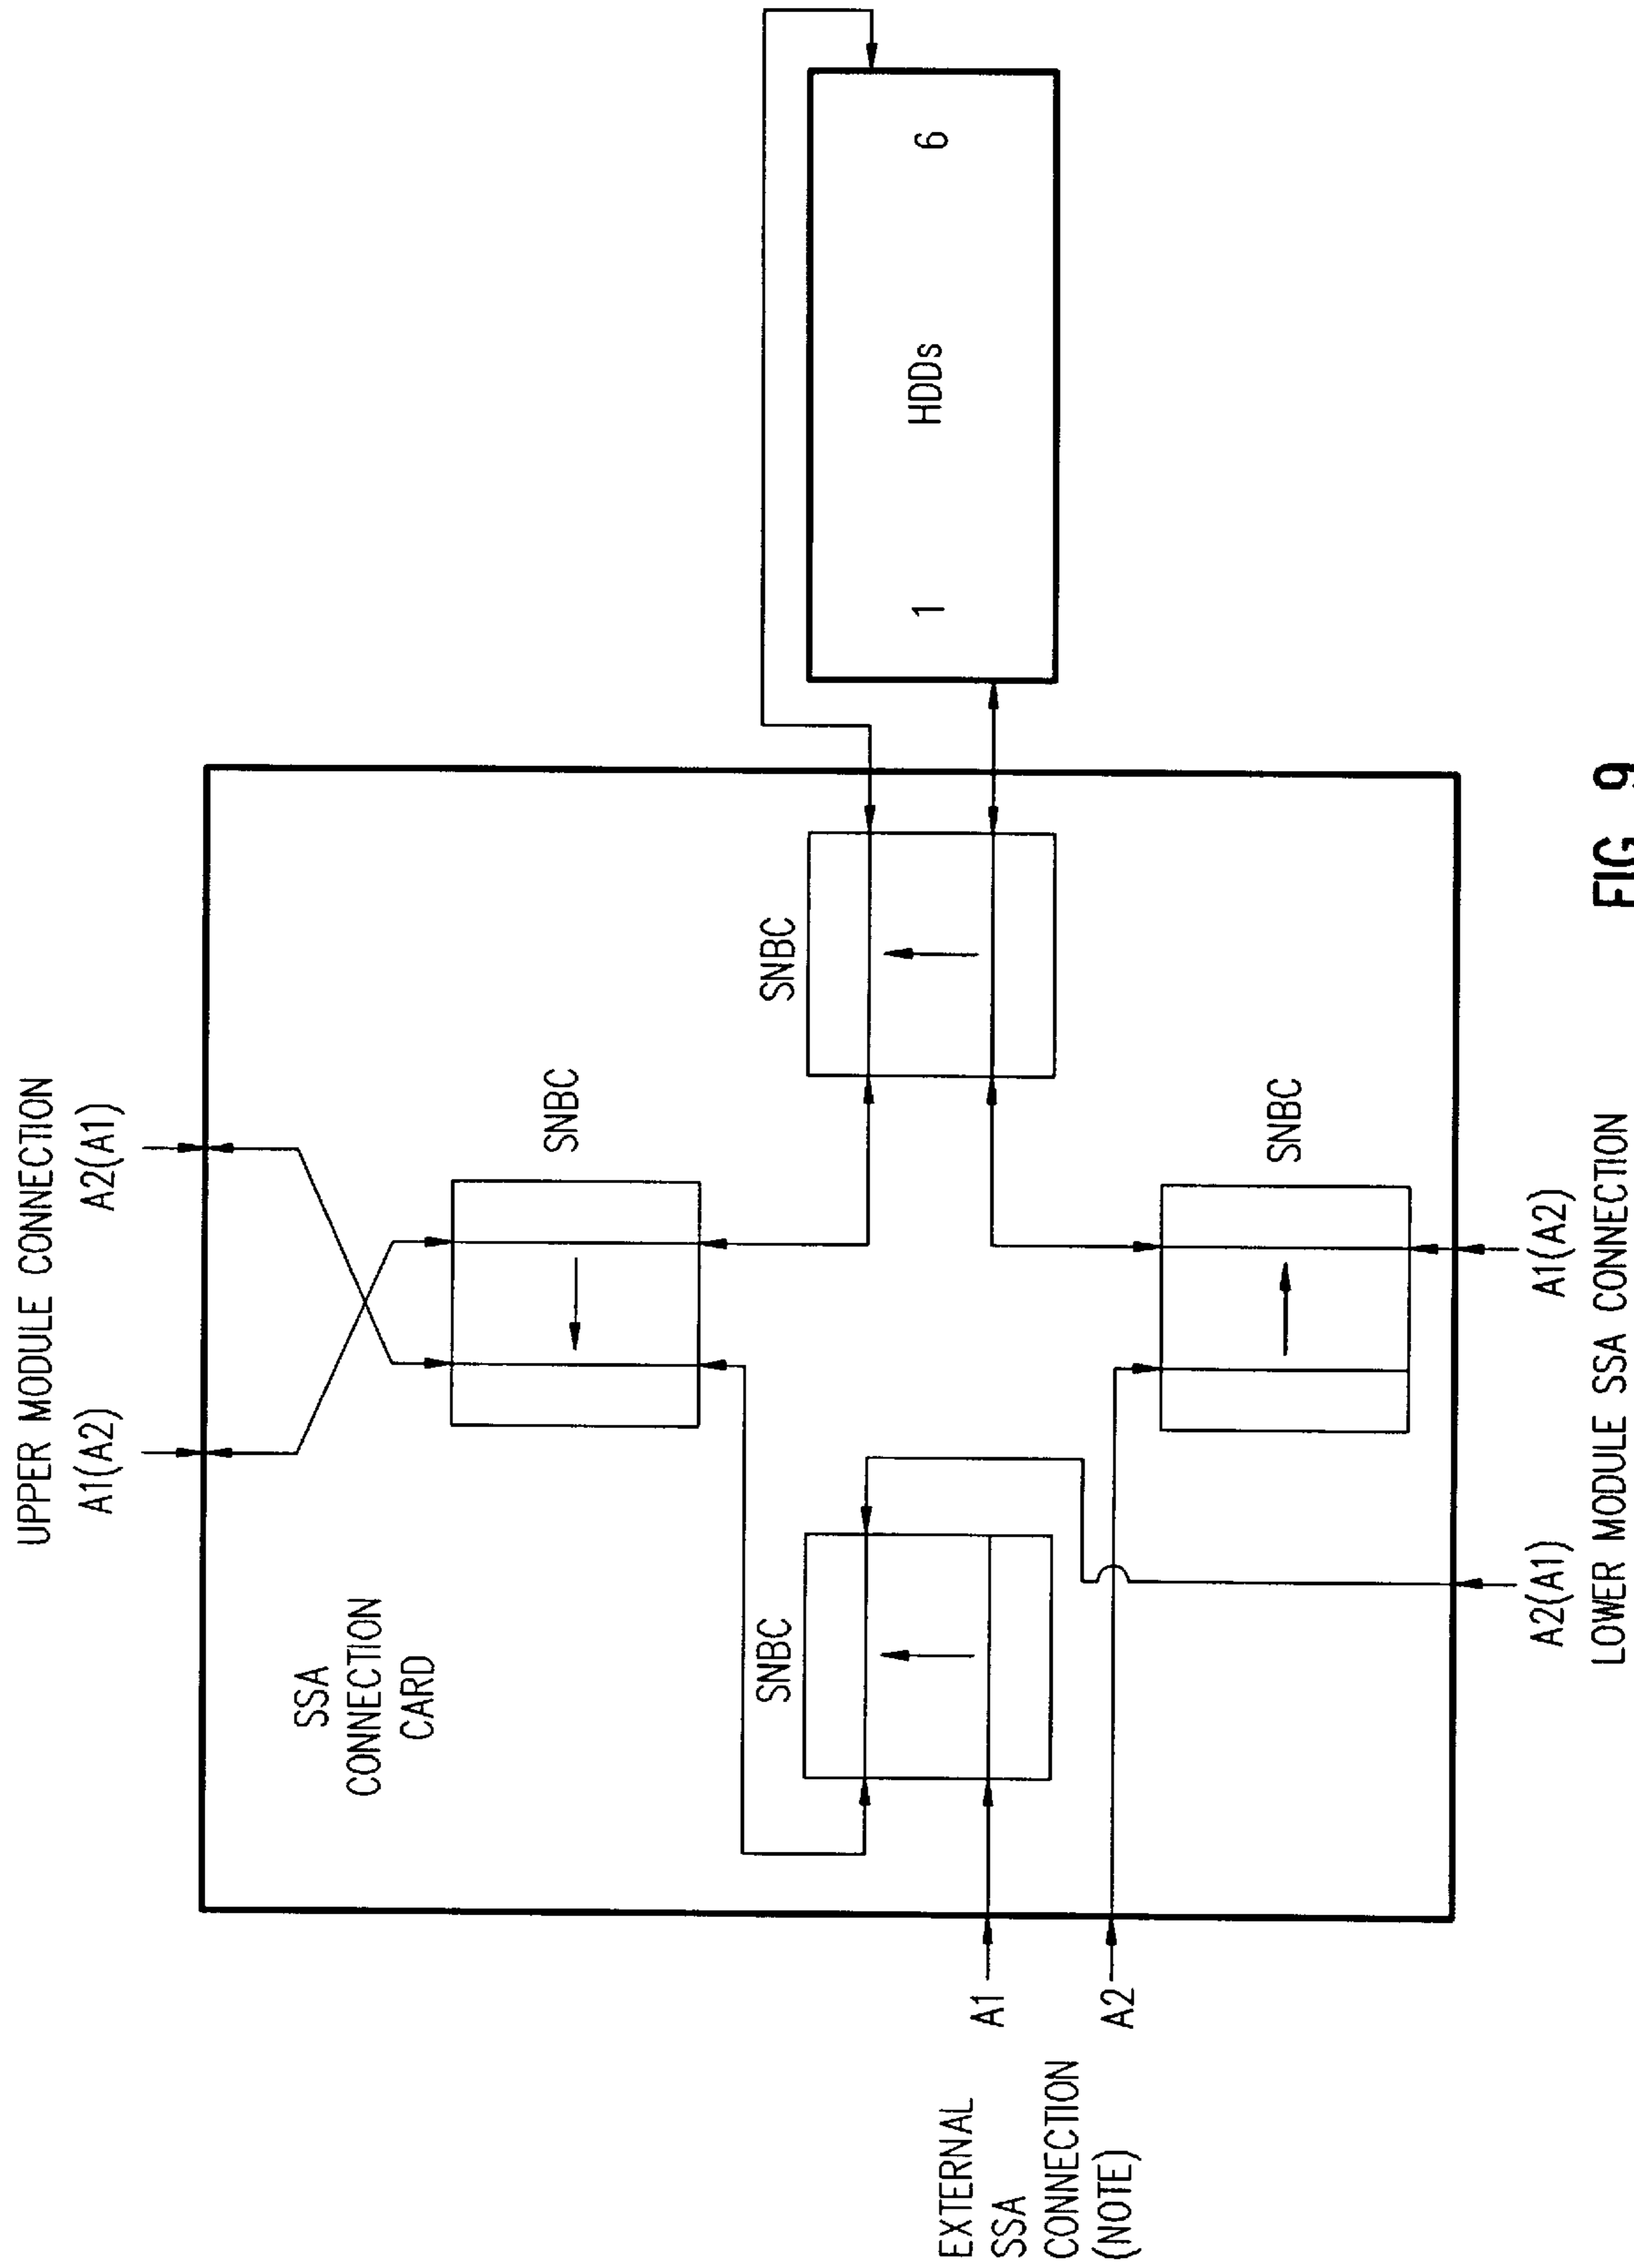 UPPER MODULE CONNECTION
A1(A2)
A2(A1)
SSA
CONNECTION
CARD
SNBC
SNBC
SNBC
SNBC
1
HDDs
6
EXTERNAL
SSA
CONNECTION
(NOTE)
A1
A2
A2(A1)
A1(A2)
LOWER MODULE SSA CONNECTION
FIG. 9